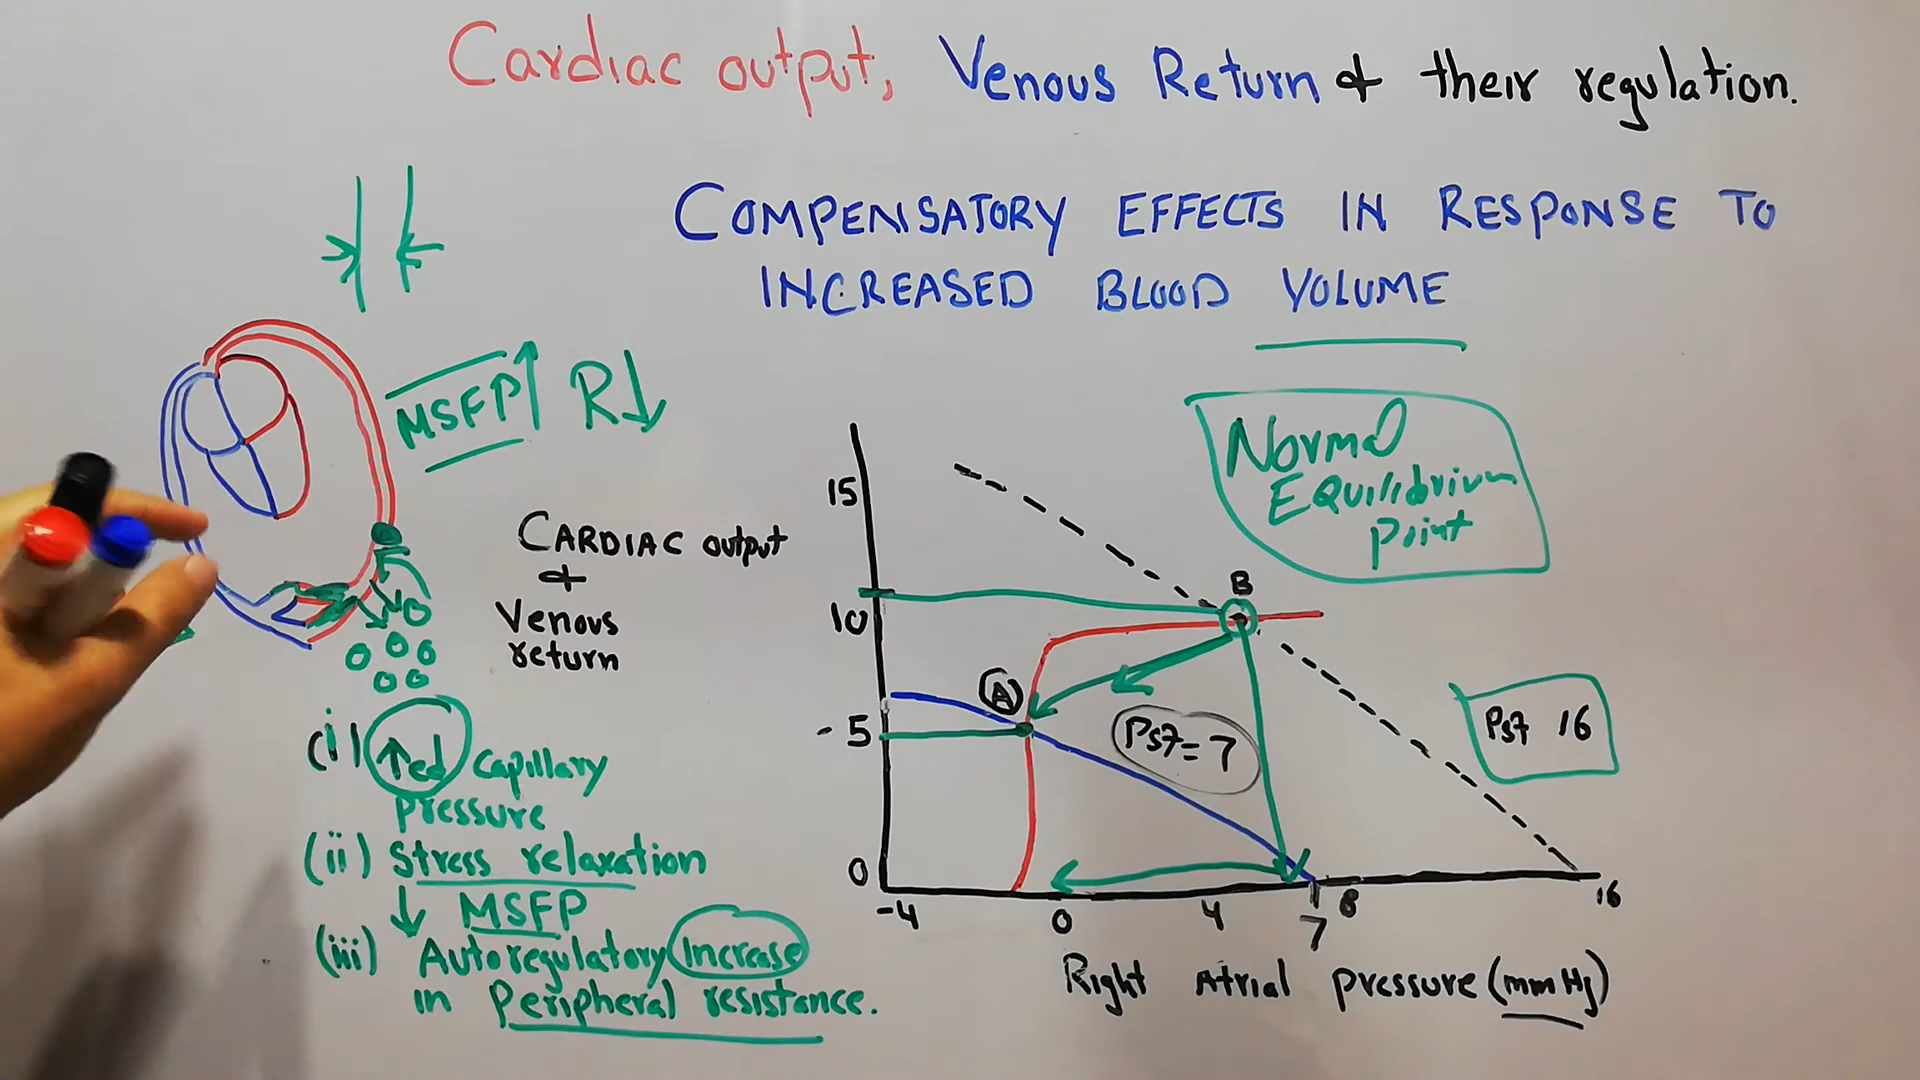 Cardiac output, Venous Return & their regulation.
COMPENSATORY EFFECTS IN RESPONSE TO
INCREASED BLOOD VOLUME
MSFP↑ R↓
Normal
Equilibrium
point
CARDIAC output
&
Venous
return
15
10
- 5
0
B
A
Psf = 7
Psf 16
-4
0
4
7
8
16
Right Atrial pressure (mmHg)
(i) ↑ed capillary
pressure
(ii) Stress relaxation
↓ MSFP
(iii) Autoregulatory Increase
in Peripheral resistance.